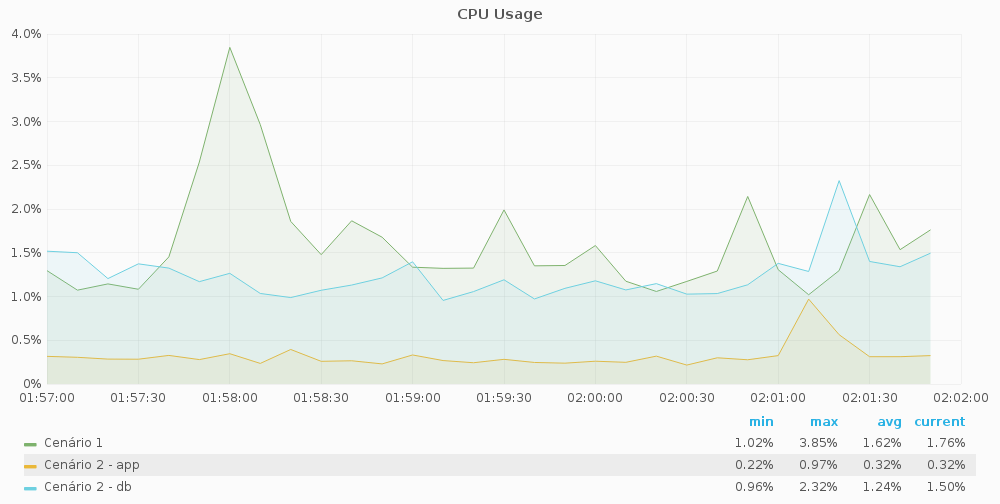 CPU Usage
4.0%
3.5%
3.0%
2.5%
2.0%
1.5%
1.0%
0.5%
0%
01:57:00 01:57:30 01:58:00 01:58:30 01:59:00 01:59:30 02:00:00 02:00:30 02:01:00 02:01:30 02:02:00
min max avg current
Cenário 1 1.02% 3.85% 1.62% 1.76%
Cenário 2 - app 0.22% 0.97% 0.32% 0.32%
Cenário 2 - db 0.96% 2.32% 1.24% 1.50%